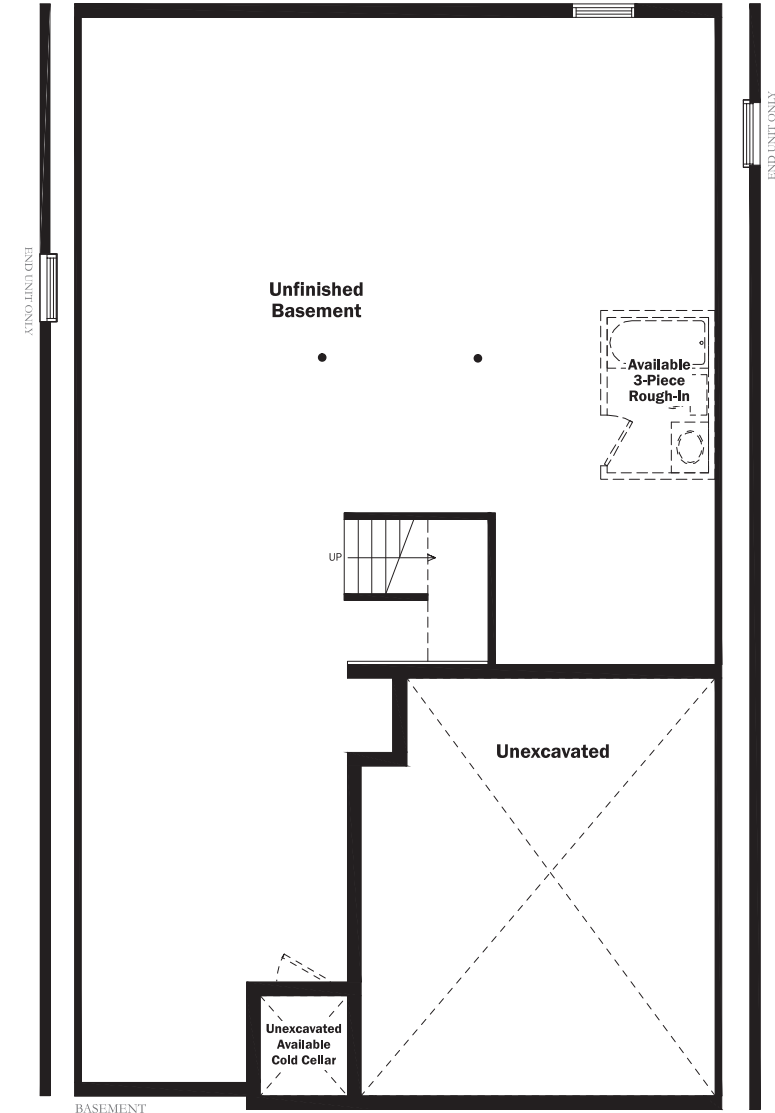 END UNIT ONLY
END UNIT ONLY
Unfinished
Basement
Available
3-Piece
Rough-In
UP
Unexcavated
Unexcavated
Available
Cold Cellar
BASEMENT